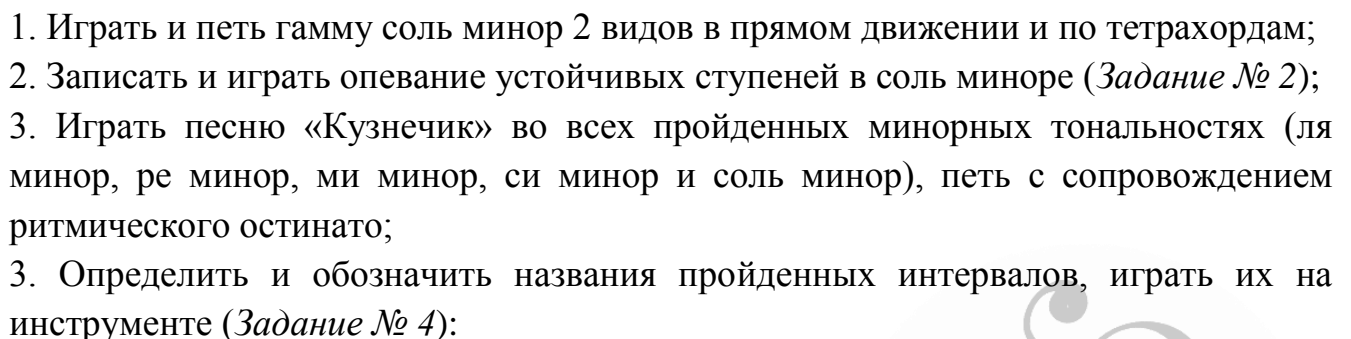 1. Играть и петь гамму соль минор 2 видов в прямом движении и по тетрахордам;
2. Записать и играть опевание устойчивых ступеней в соль миноре (Задание № 2);
3. Играть песню «Кузнечик» во всех пройденных минорных тональностях (ля
минор, ре минор, ми минор, си минор и соль минор), петь с сопровождением
ритмического остинато;
3. Определить и обозначить названия пройденных интервалов, играть их на
инструменте (Задание № 4):